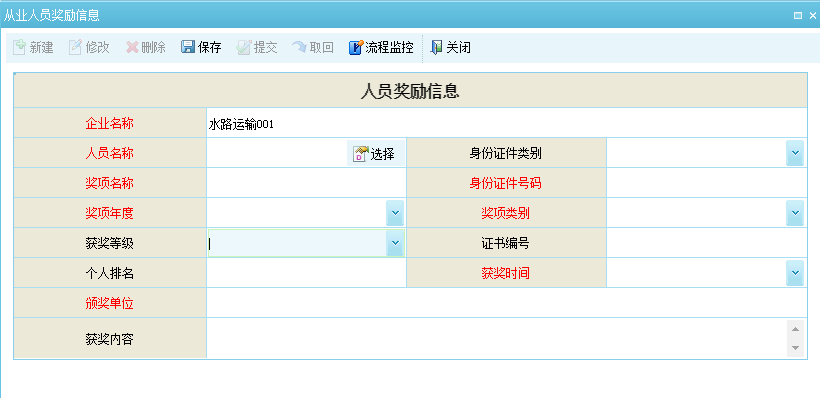 从业人员奖励信息
新建 修改 删除 保存 提交 取回 流程监控 关闭
人员奖励信息
企业名称 水路运输001
人员名称 选择 身份证件类别
奖项名称 身份证件号码
奖项年度 奖项类别
获奖等级 证书编号
个人排名 获奖时间
颁奖单位
获奖内容